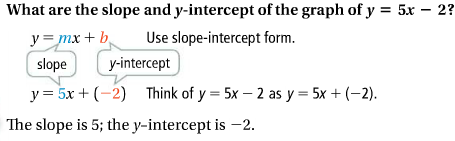 What are the slope and y-intercept of the graph of y = 5x − 2?
y = mx + b Use slope-intercept form.
slope y-intercept
y = 5x + (−2) Think of y = 5x − 2 as y = 5x + (−2).
The slope is 5; the y-intercept is −2.